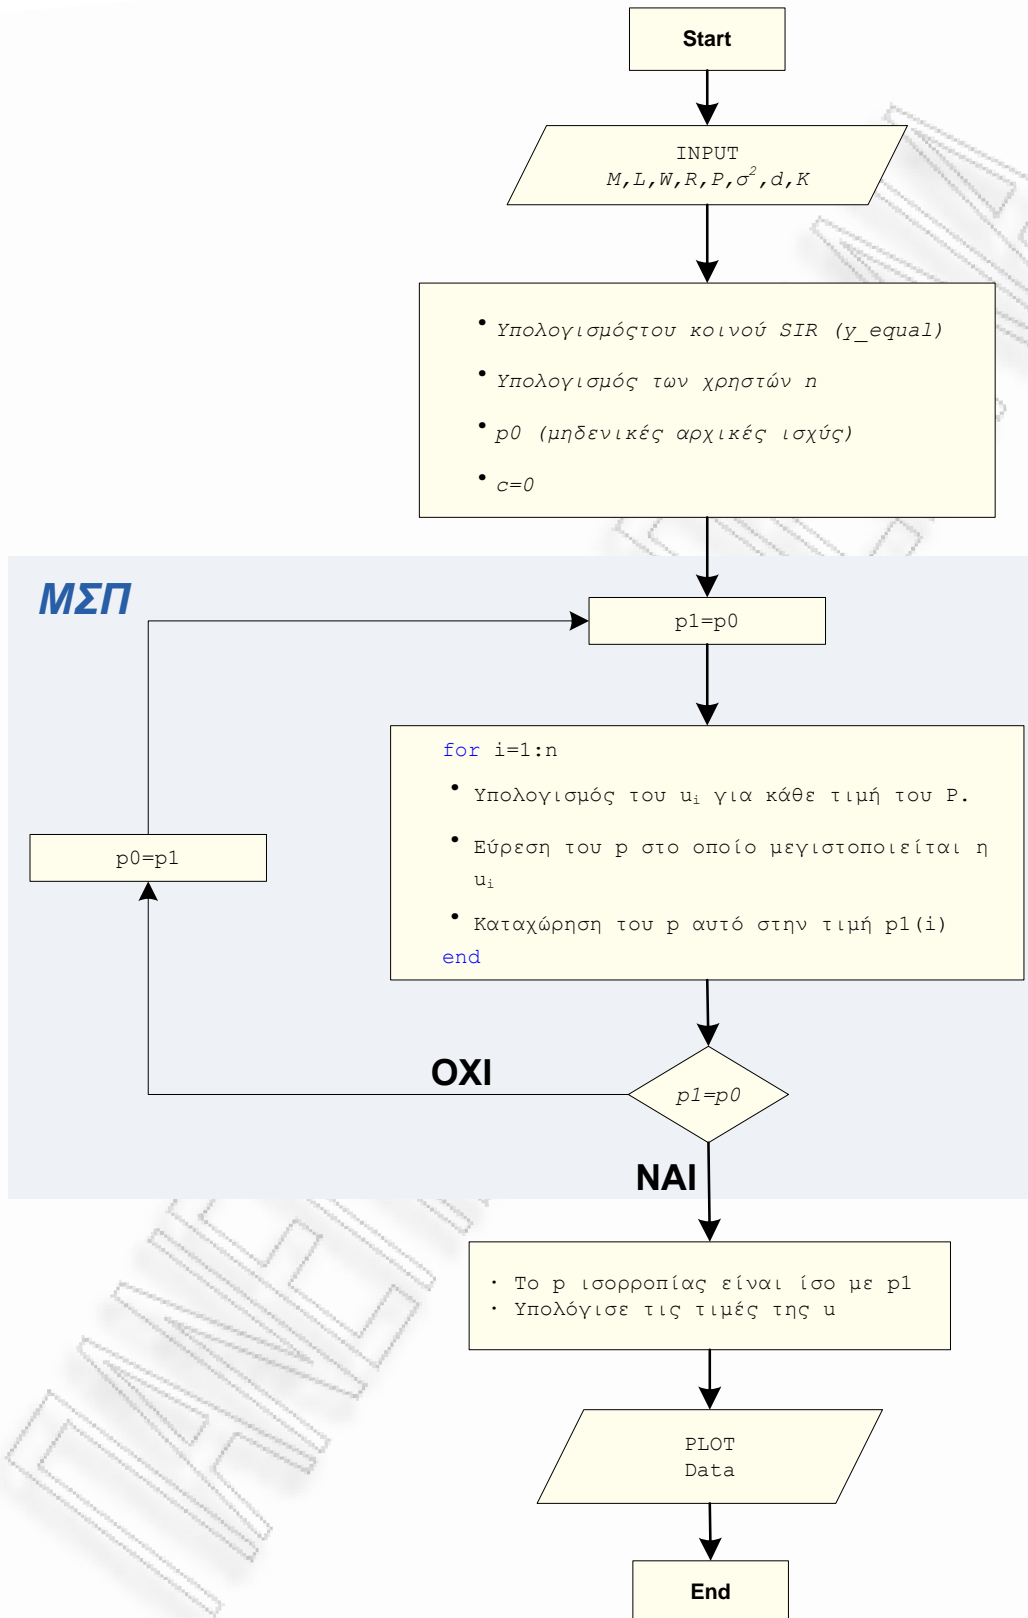 Start
INPUT
M,L,W,R,P,σ²,d,K
• Υπολογισμόςτου κοινού SIR (y_equal)
• Υπολογισμός των χρηστών n
• p0 (μηδενικές αρχικές ισχύς)
• c=0
ΜΣΠ
p1=p0
for i=1:n
• Υπολογισμός του uᵢ για κάθε τιμή του P.
• Εύρεση του p στο οποίο μεγιστοποιείται η
uᵢ
• Καταχώρηση του p αυτό στην τιμή p1(i)
end
p0=p1
ΟΧΙ
p1=p0
ΝΑΙ
· Το p ισορροπίας είναι ίσο με p1
· Υπολόγισε τις τιμές της u
PLOT
Data
End